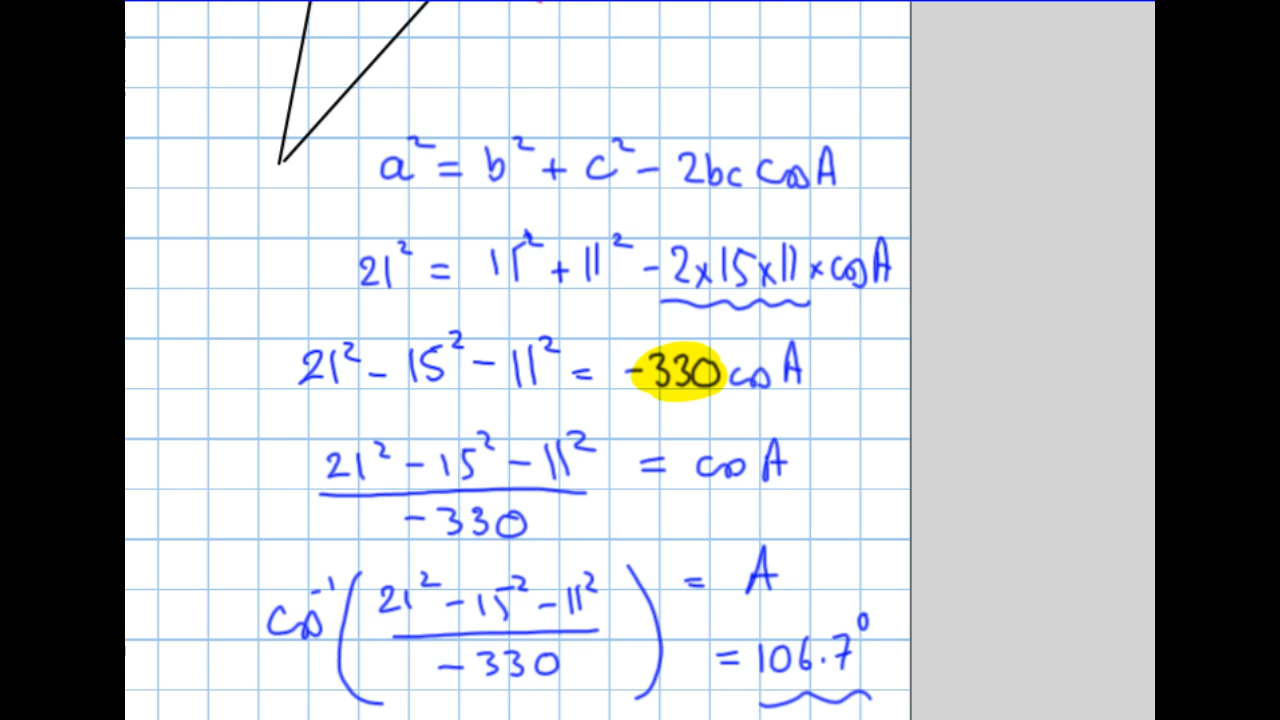 a² = b² + c² - 2bc cos A
21² = 15² + 11² - 2×15×11 × cos A
21² - 15² - 11² = -330 cos A
21² - 15² - 11² = cos A
-330
cos⁻¹ ( 21² - 15² - 11² ) = A
-330 = 106.7°